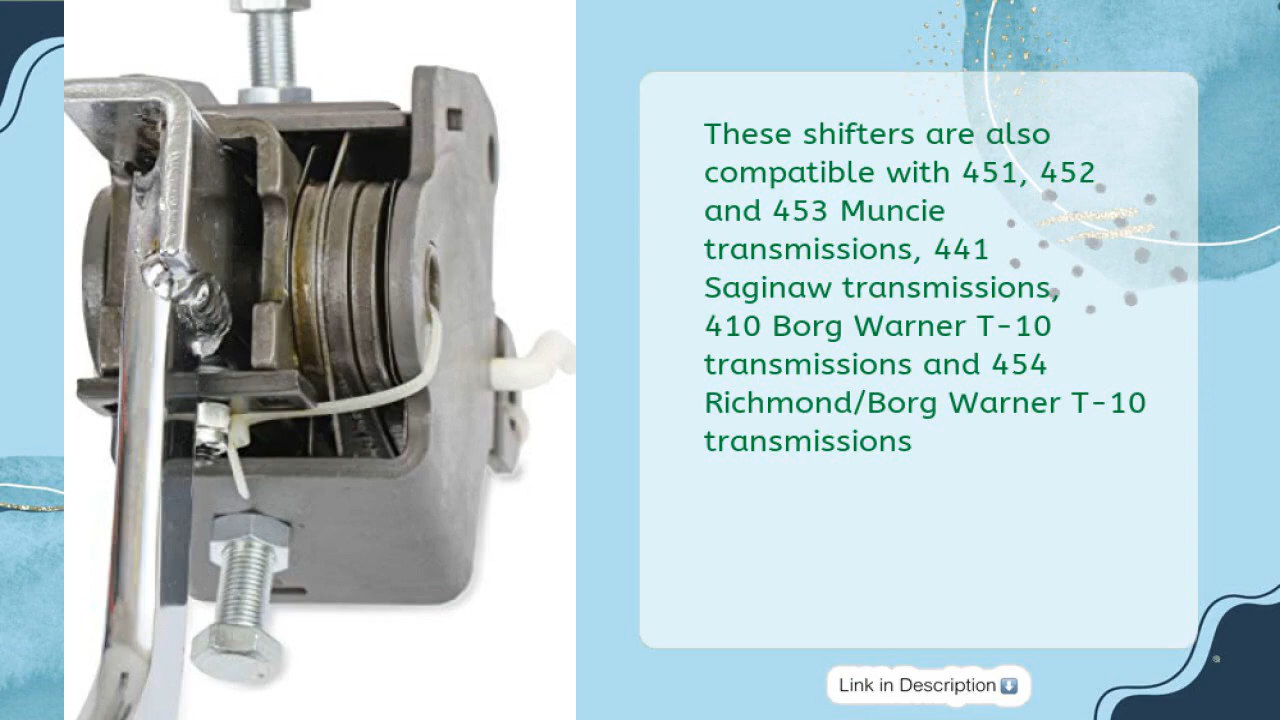 These shifters are also
compatible with 451, 452
and 453 Muncie
transmissions, 441
Saginaw transmissions,
410 Borg Warner T-10
transmissions and 454
Richmond/Borg Warner T-10
transmissions
Link in Description⬇️